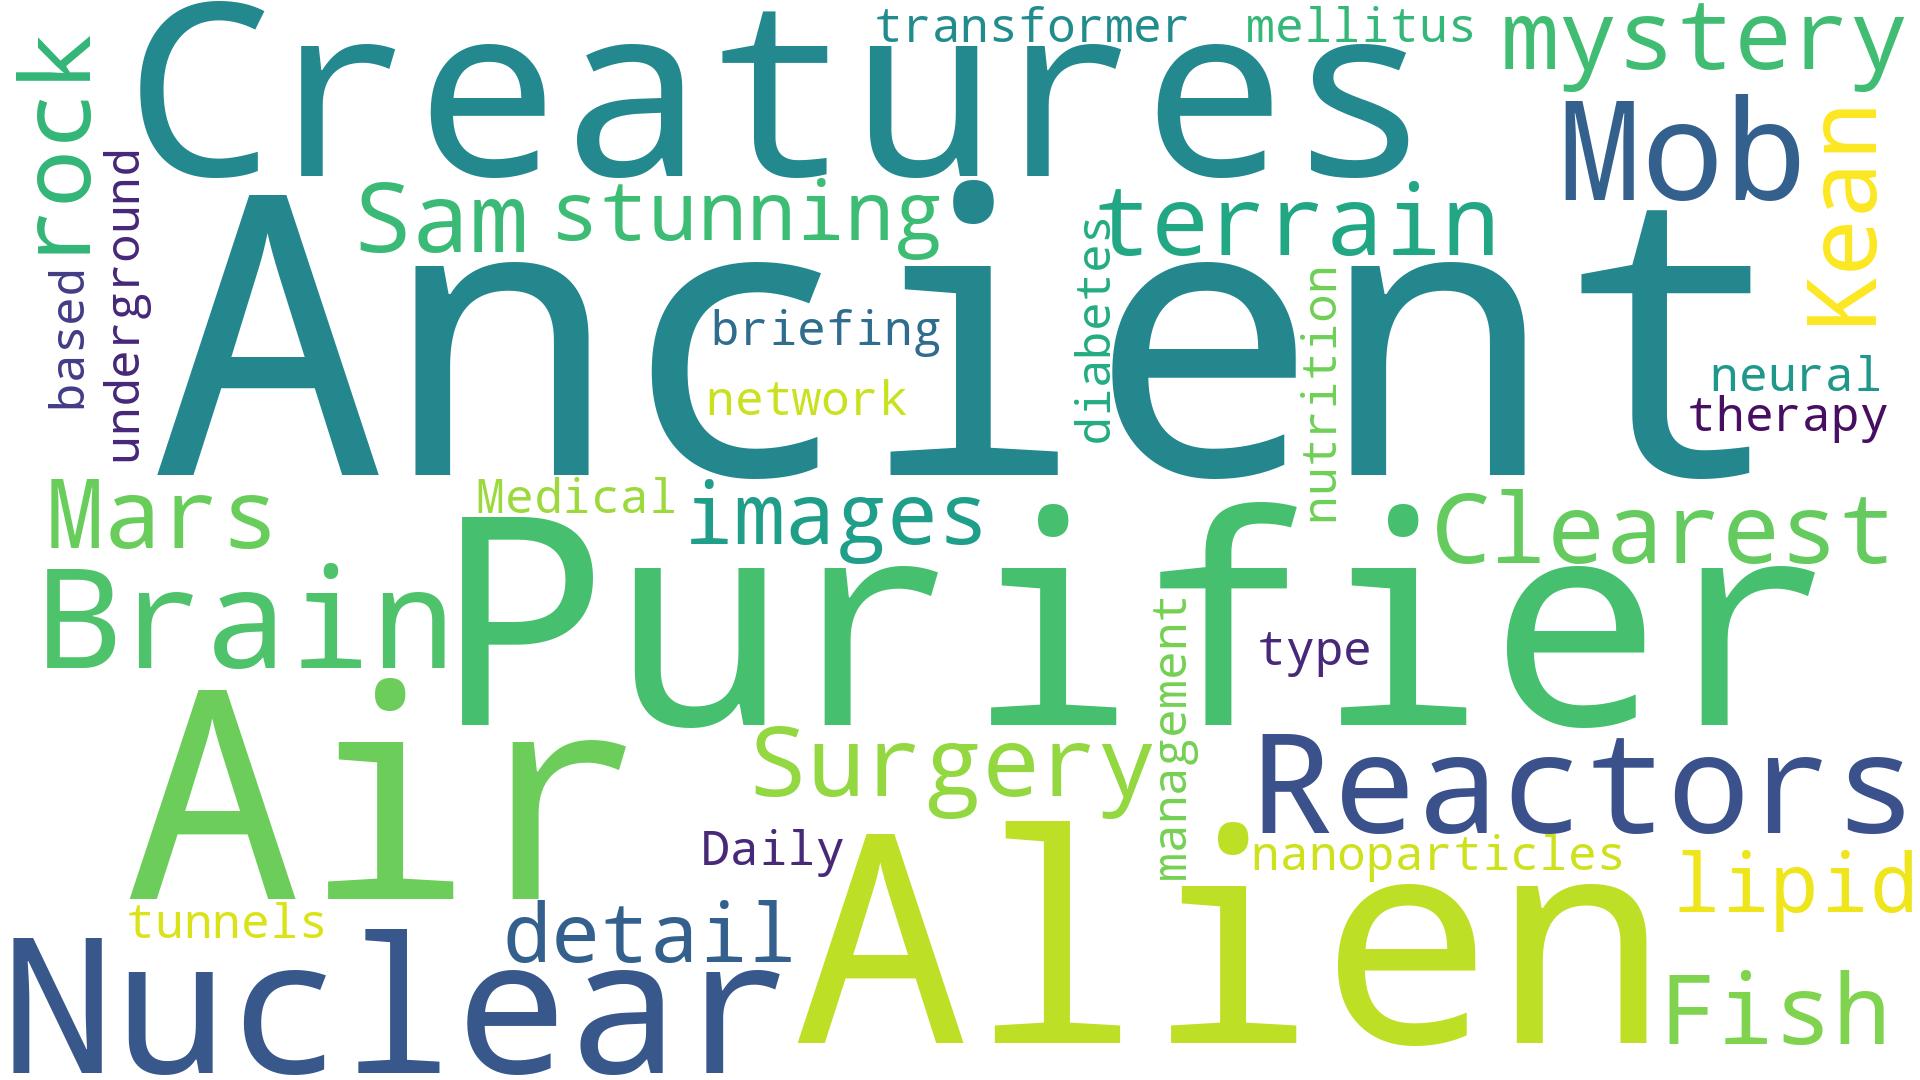 transformer
mellitus
mystery
Creatures
rock
Mob
Kean
underground
Sam
stunning
terrain
Ancient
diabetes
based
briefing
nutrition
network
neural
therapy
Mars
Medical
images
Clearest
Brain
Purifier
type
management
Air
Surgery
Reactors
Daily
Alien
nanoparticles
lipid
tunnels
detail
Nuclear
Fish